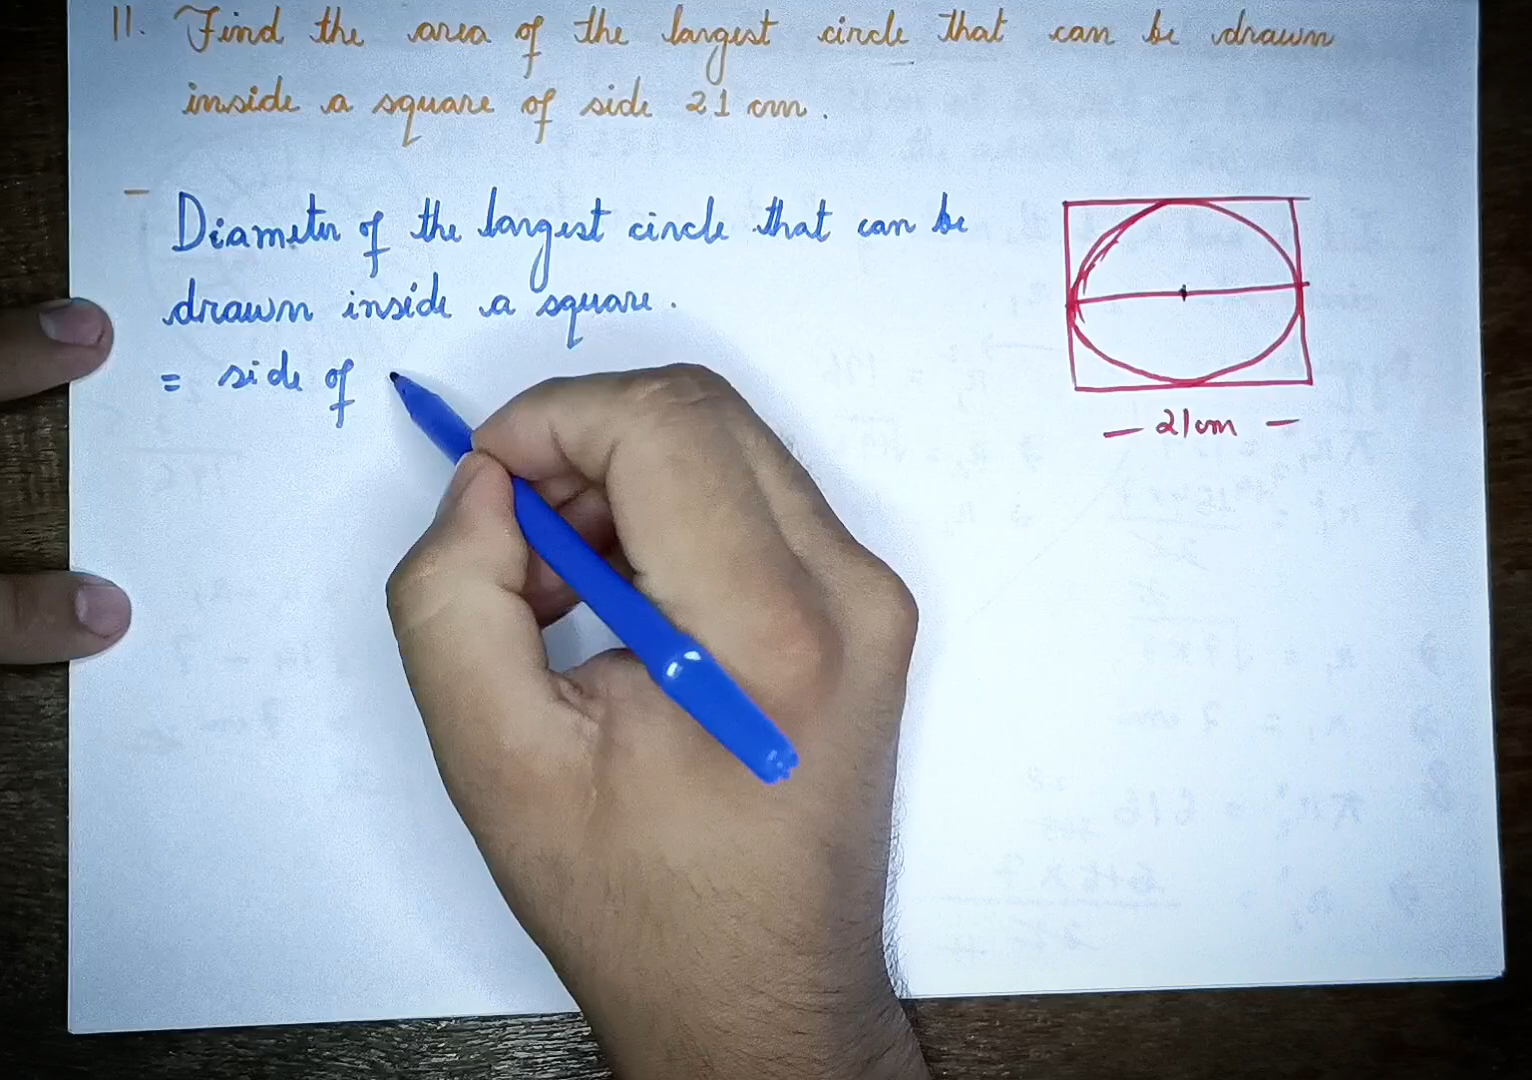 11. Find the area of the largest circle that can be drawn
inside a square of side 21 cm.
- Diameter of the largest circle that can be
drawn inside a square.
= side of
- 21cm -